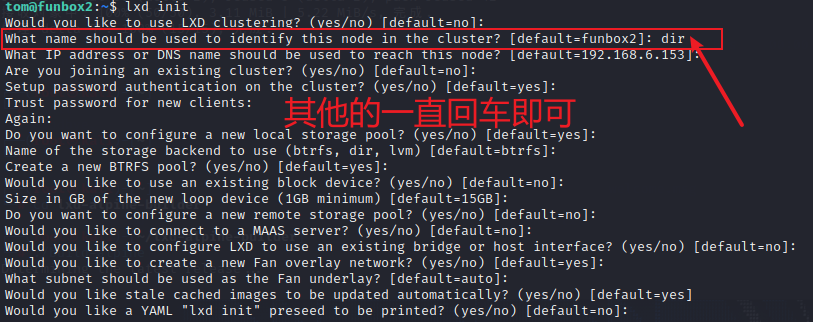 tom@funbox2:~$ lxd init
Would you like to use LXD clustering? (yes/no) [default=no]:
What name should be used to identify this node in the cluster? [default=funbox2]: dir
What IP address or DNS name should be used to reach this node? [default=192.168.6.153]:
Are you joining an existing cluster? (yes/no) [default=no]:
Setup password authentication on the cluster? (yes/no) [default=yes]:
Trust password for new clients:
其他的一直回车即可
Again:
Do you want to configure a new local storage pool? (yes/no) [default=yes]:
Name of the storage backend to use (btrfs, dir, lvm) [default=btrfs]:
Create a new BTRFS pool? (yes/no) [default=yes]:
Would you like to use an existing block device? (yes/no) [default=no]:
Size in GB of the new loop device (1GB minimum) [default=15GB]:
Do you want to configure a new remote storage pool? (yes/no) [default=no]:
Would you like to connect to a MAAS server? (yes/no) [default=no]:
Would you like to configure LXD to use an existing bridge or host interface? (yes/no) [default=no]:
Would you like to create a new Fan overlay network? (yes/no) [default=yes]:
What subnet should be used as the Fan underlay? [default=auto]:
Would you like stale cached images to be updated automatically? (yes/no) [default=yes]
Would you like a YAML "lxd init" preseed to be printed? (yes/no) [default=no]: